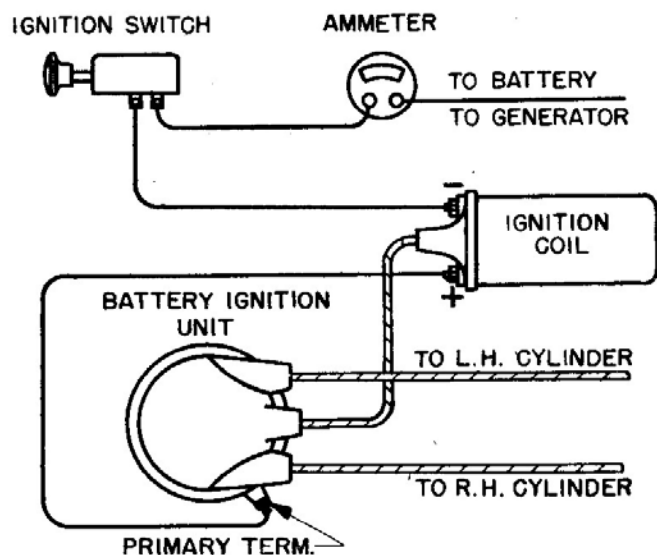 IGNITION SWITCH
AMMETER
TO BATTERY
TO GENERATOR
-
IGNITION
COIL
+
BATTERY IGNITION
UNIT
TO L.H. CYLINDER
TO R.H. CYLINDER
PRIMARY TERM.